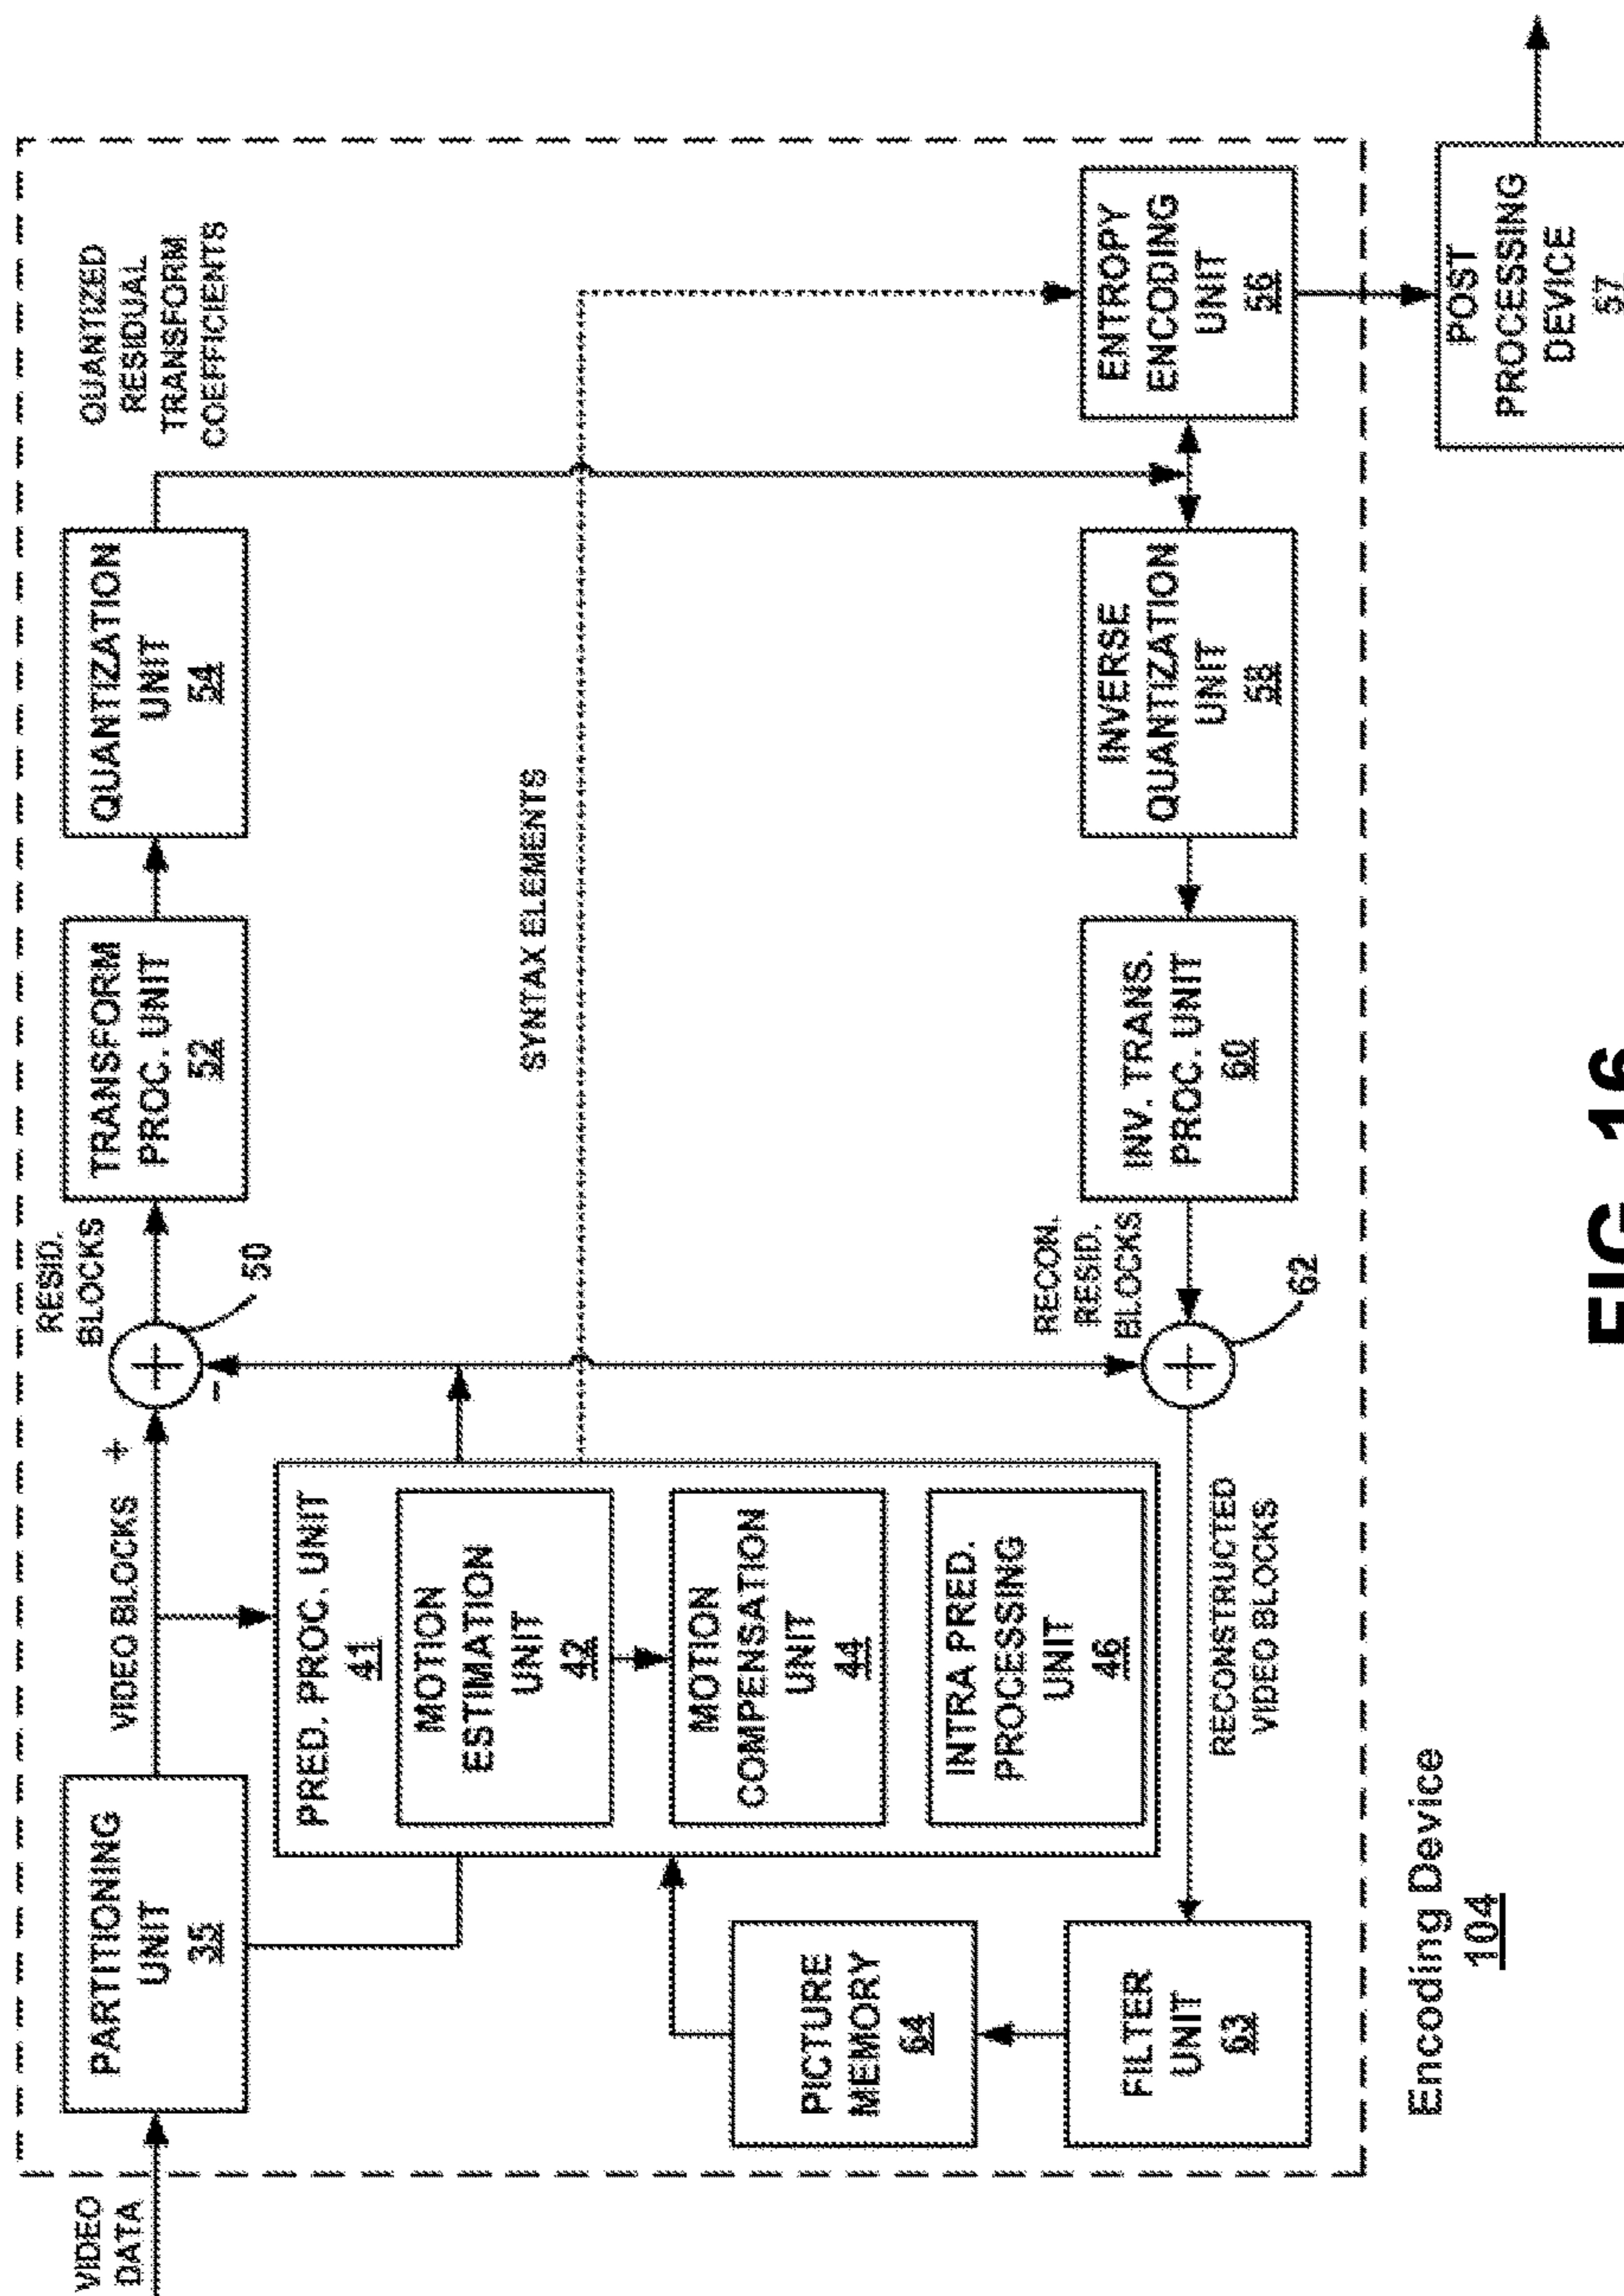 VIDEO
DATA
PARTITIONING
UNIT
35
VIDEO BLOCKS
+
-
RESID.
BLOCKS
50
TRANSFORM
PROC. UNIT
52
QUANTIZATION
UNIT
54
QUANTIZED
RESIDUAL
TRANSFORM
COEFFICIENTS
PRED. PROC. UNIT
41
MOTION
ESTIMATION
UNIT
42
MOTION
COMPENSATION
UNIT
44
INTRA PRED.
PROCESSING
UNIT
46
SYNTAX ELEMENTS
PICTURE
MEMORY
64
FILTER
UNIT
63
RECONSTRUCTED
VIDEO BLOCKS
RECON.
RESID.
BLOCKS
62
INV. TRANS.
PROC. UNIT
60
INVERSE
QUANTIZATION
UNIT
58
ENTROPY
ENCODING
UNIT
56
Encoding Device
104
POST
PROCESSING
DEVICE
57
FIG. 16